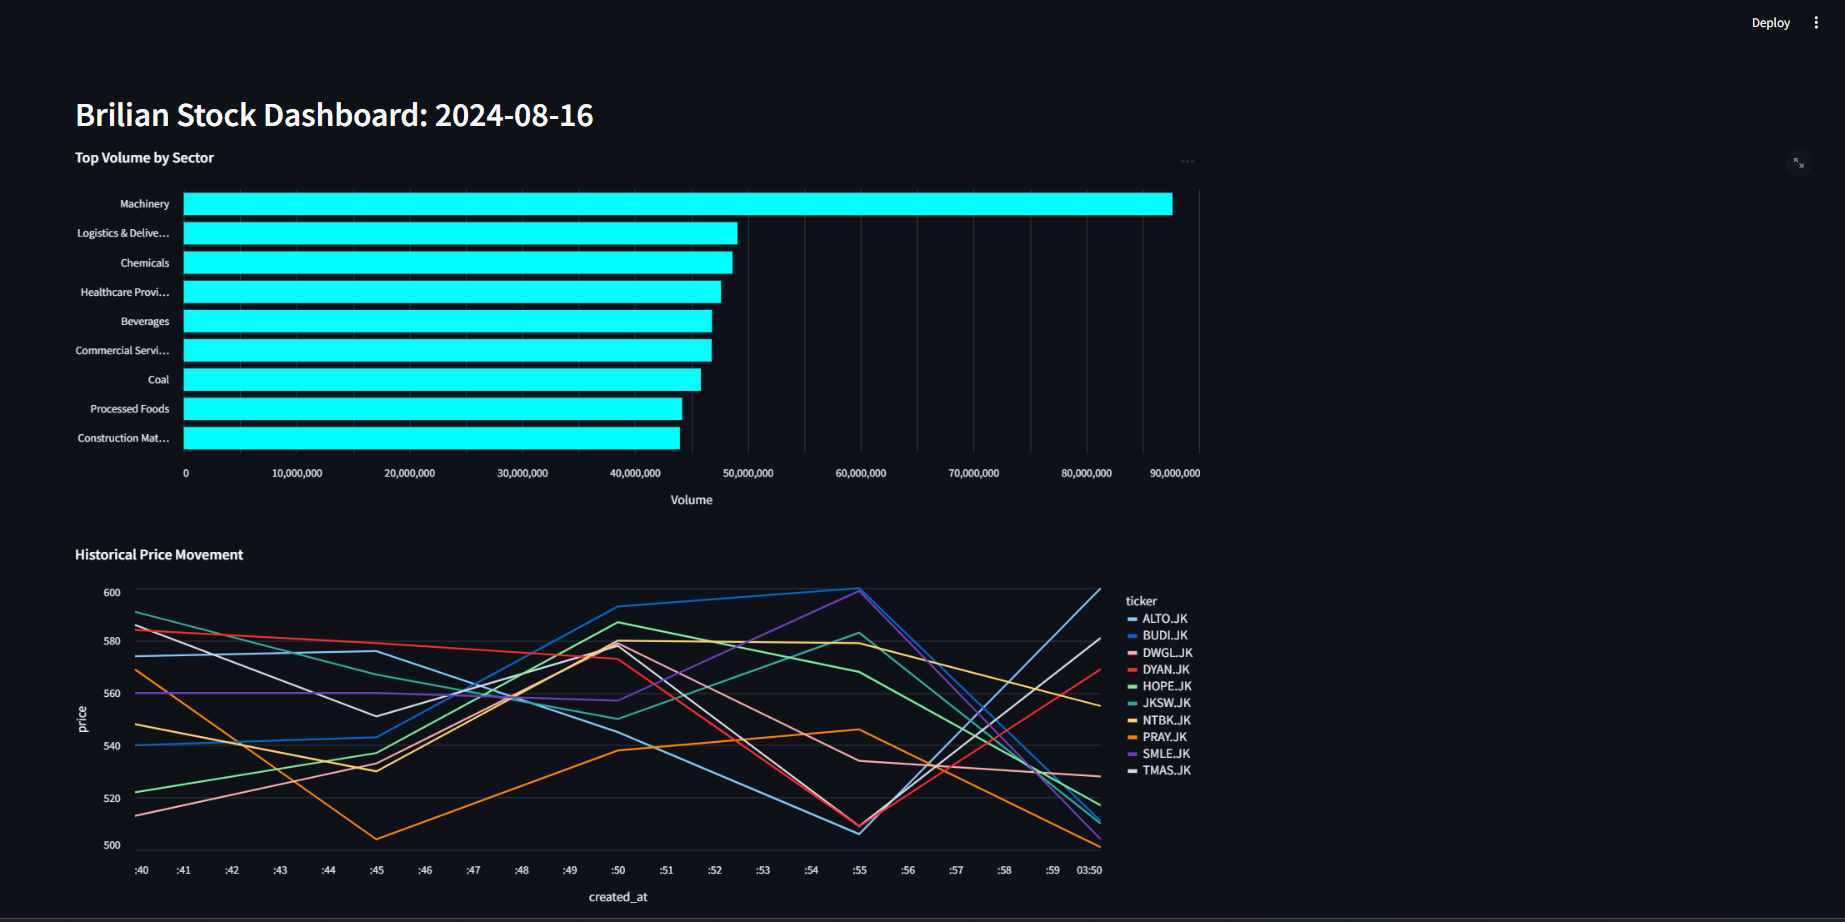 Deploy
Brilian Stock Dashboard: 2024-08-16
Top Volume by Sector
Machinery
Logistics & Delive…
Chemicals
Healthcare Provi…
Beverages
Commercial Servi…
Coal
Processed Foods
Construction Mat…
0 10,000,000 20,000,000 30,000,000 40,000,000 50,000,000 60,000,000 70,000,000 80,000,000 90,000,000
Volume
Historical Price Movement
600
580
560
540
520
500
price
:40 :41 :42 :43 :44 :45 :46 :47 :48 :49 :50 :51 :52 :53 :54 :55 :56 :57 :58 :59 03:50
created_at
ticker
ALTO.JK
BUDI.JK
DWGL.JK
DYAN.JK
HOPE.JK
JKSW.JK
NTBK.JK
PRAY.JK
SMLE.JK
TMAS.JK